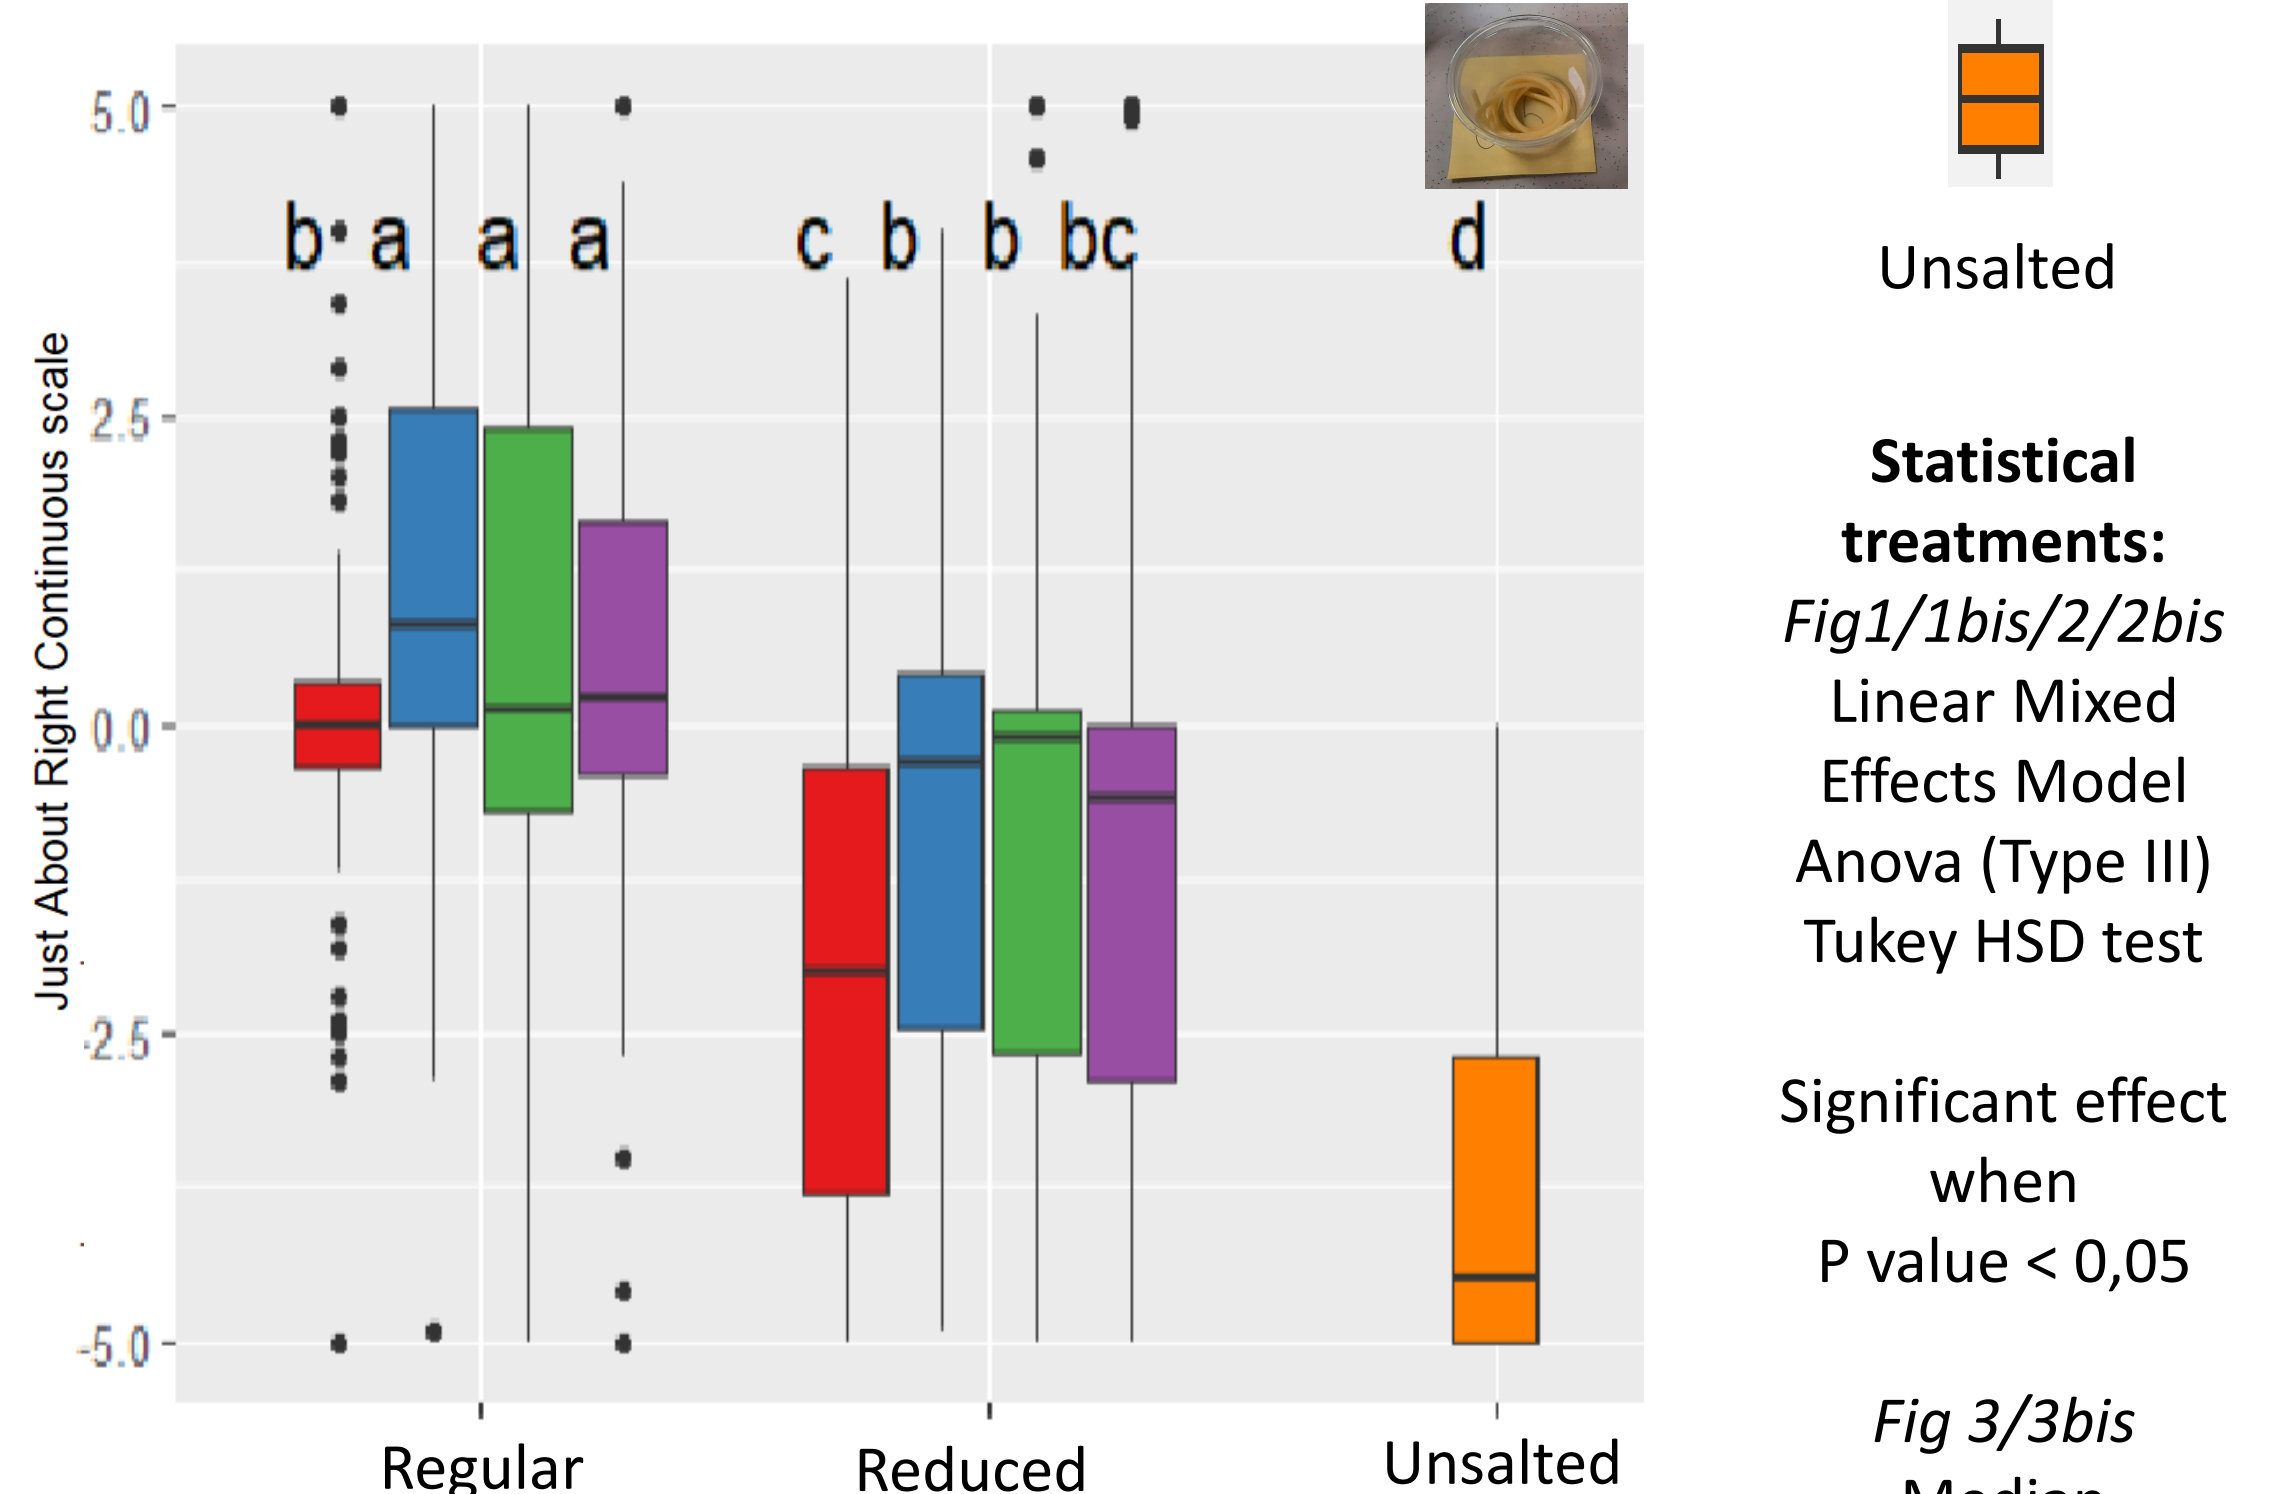 Just About Right Continuous scale
5.0
2.5
0.0
-2.5
-5.0
b a a a c b b bc d
Regular
Reduced
Unsalted
Unsalted
Statistical
treatments:
Fig1/1bis/2/2bis
Linear Mixed
Effects Model
Anova (Type III)
Tukey HSD test
Significant effect
when
P value < 0,05
Fig 3/3bis
Median